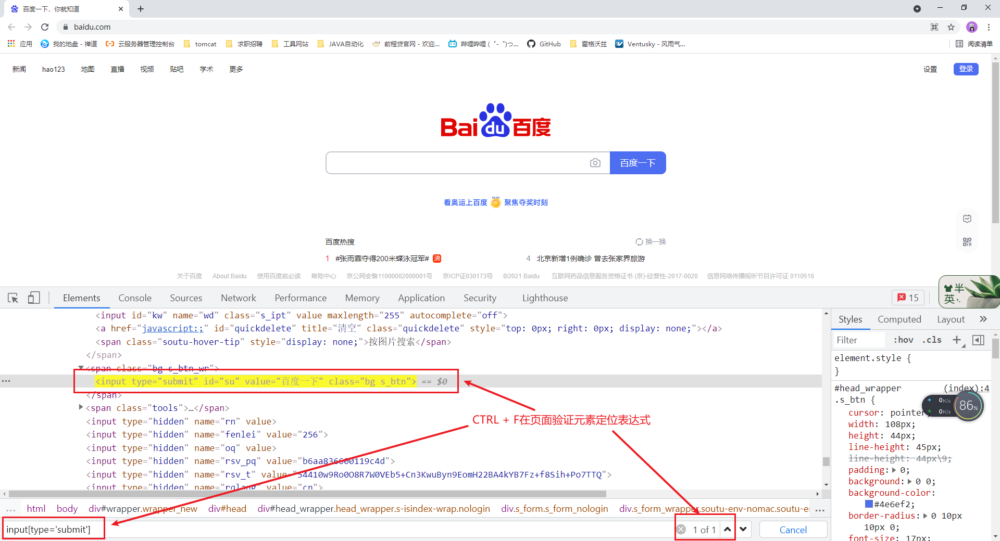 百度一下，你就知道
baidu.com
应用 我的地盘 - 禅道 云服务器管理控制台 tomcat 求职招聘 工具网站 JAVA自动化 前程贷官网 - 欢迎... 哔哩哔哩 (゜-゜)つ... GitHub 霍格沃兹 Ventusky - 风雨气... 阅读清单
新闻 hao123 地图 直播 视频 贴吧 学术 更多 设置 登录
Bai du 百度
百度一下
看奥运上百度 聚焦夺奖时刻
百度热搜 换一换
1 #张雨霏夺得200米蝶泳冠军# 沸 4 北京新增1例确诊 曾去张家界旅游
关于百度 About Baidu 使用百度前必读 帮助中心 京公网安备11000002000001号 京ICP证030173号 ©2021 Baidu 互联网药品信息服务资格证书 (京)-经营性-2017-0020 信息网络传播视听节目许可证 0110516
半
英,.
Elements Console Sources Network Performance Memory Application Security Lighthouse 15
<input id="kw" name="wd" class="s_ipt" value maxlength="255" autocomplete="off">
<a href="javascript:;" id="quickdelete" title="清空" class="quickdelete" style="top: 0px; right: 0px; display: none;"></a>
<span class="soutu-hover-tip" style="display: none;">按图片搜索</span>
</span>
<span class="bg s_btn_wr">
... <input type="submit" id="su" value="百度一下" class="bg s_btn"> == $0
</span>
<span class="tools">…</span>
<input type="hidden" name="rn" value>
<input type="hidden" name="fenlei" value="256">
<input type="hidden" name="oq" value>
<input type="hidden" name="rsv_pq" value="b6aa836600119c4d">
<input type="hidden" name="rsv_t" value="54410w9Ro0O8R7W0VEb5+Cn3KwuByn9EomH22BA4kYB7Fz+f8Sih+Po7TTQ">
<input type="hidden" name="rqlang" value="cn">
CTRL + F在页面验证元素定位表达式
... html body div#wrapper.wrapper_new div#head div#head_wrapper.head_wrapper.s-isindex-wrap.nologin div.s_form.s_form_nologin div.s_form_wrapper.soutu-env-nomac.soutu-e ...
input[type='submit'] 1 of 1 Cancel
Styles Computed Layout »
Filter :hov .cls +
element.style {
}
#head_wrapper (index):4
.s_btn {
cursor: pointer
width: 108px;
height: 44px;
line-height: 45px;
line-height: 44px\9;
padding: 0;
background: 0 0;
background-color:
#4e6ef2;
border-radius: 0 10px
10px 0;
font-size: 17px;
0K/s
0K/s
86%